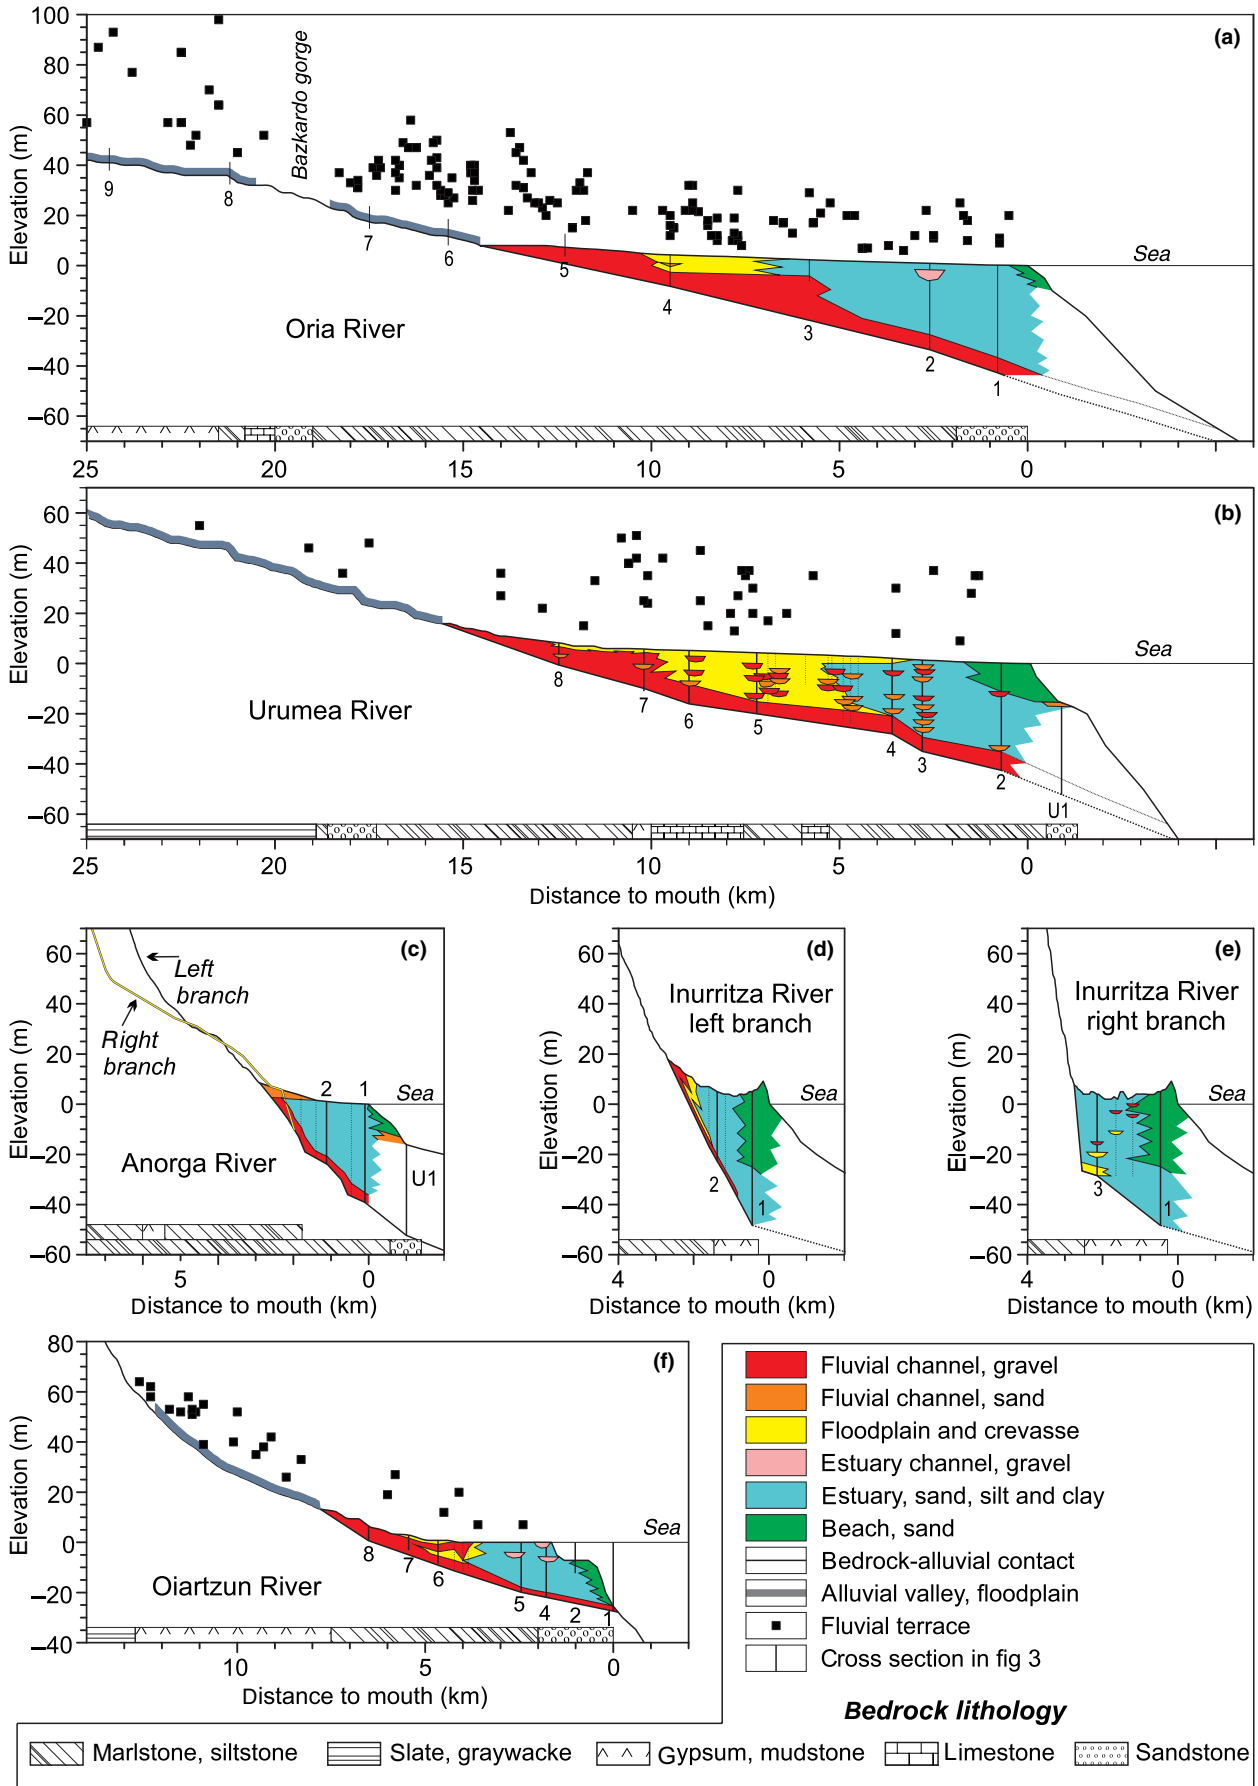 (a)
100
80
60
40
20
0
–20
–40
–60
Elevation (m)
Bazkardo gorge
9
8
7
6
5
4
3
2
1
Sea
Oria River
25
20
15
10
5
0
(b)
60
40
20
0
–20
–40
–60
Elevation (m)
Sea
8
7
6
5
4
3
2
U1
Urumea River
25
20
15
10
5
0
Distance to mouth (km)
(c)
60
40
20
0
–20
–40
–60
Elevation (m)
Left
branch
Right
branch
2
1
Sea
Anorga River
U1
5
0
Distance to mouth (km)
(d)
60
40
20
0
–20
–40
–60
Elevation (m)
Inurritza River
left branch
Sea
2
1
4
0
Distance to mouth (km)
(e)
60
40
20
0
–20
–40
–60
Elevation (m)
Inurritza River
right branch
Sea
3
1
4
0
Distance to mouth (km)
(f)
80
60
40
20
0
–20
–40
Elevation (m)
Sea
8
7
6
5
4
2
1
Oiartzun River
10
5
0
Distance to mouth (km)
Fluvial channel, gravel
Fluvial channel, sand
Floodplain and crevasse
Estuary channel, gravel
Estuary, sand, silt and clay
Beach, sand
Bedrock-alluvial contact
Alluvial valley, floodplain
Fluvial terrace
Cross section in fig 3
Bedrock lithology
Marlstone, siltstone
Slate, graywacke
Gypsum, mudstone
Limestone
Sandstone